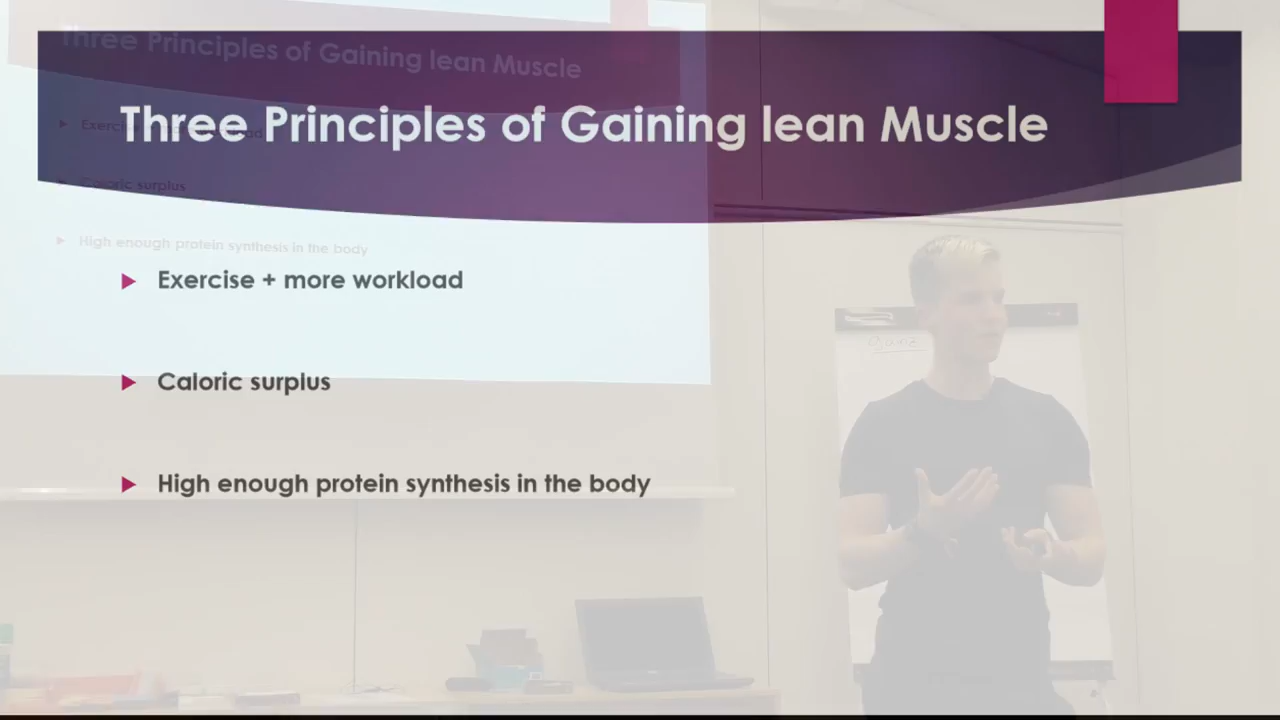 Three Principles of Gaining lean Muscle
Three Principles of Gaining lean Muscle
Caloric surplus
High enough protein synthesis in the body
Exercise + more workload
Caloric surplus
High enough protein synthesis in the body